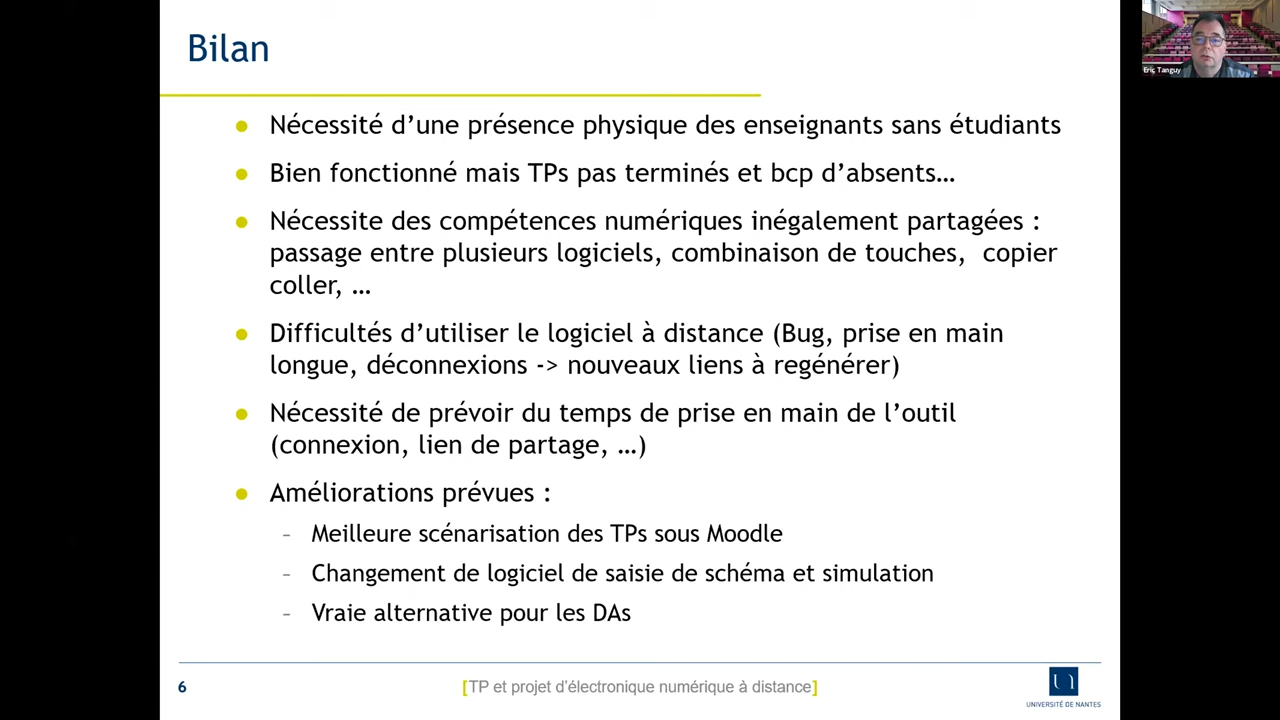 Bilan
Eric Tanguy
● Nécessité d’une présence physique des enseignants sans étudiants
● Bien fonctionné mais TPs pas terminés et bcp d’absents…
● Nécessite des compétences numériques inégalement partagées :
passage entre plusieurs logiciels, combinaison de touches, copier
coller, …
● Difficultés d’utiliser le logiciel à distance (Bug, prise en main
longue, déconnexions -> nouveaux liens à regénérer)
● Nécessité de prévoir du temps de prise en main de l’outil
(connexion, lien de partage, …)
● Améliorations prévues :
– Meilleure scénarisation des TPs sous Moodle
– Changement de logiciel de saisie de schéma et simulation
– Vraie alternative pour les DAs
6
[TP et projet d’électronique numérique à distance]
UNIVERSITÉ DE NANTES